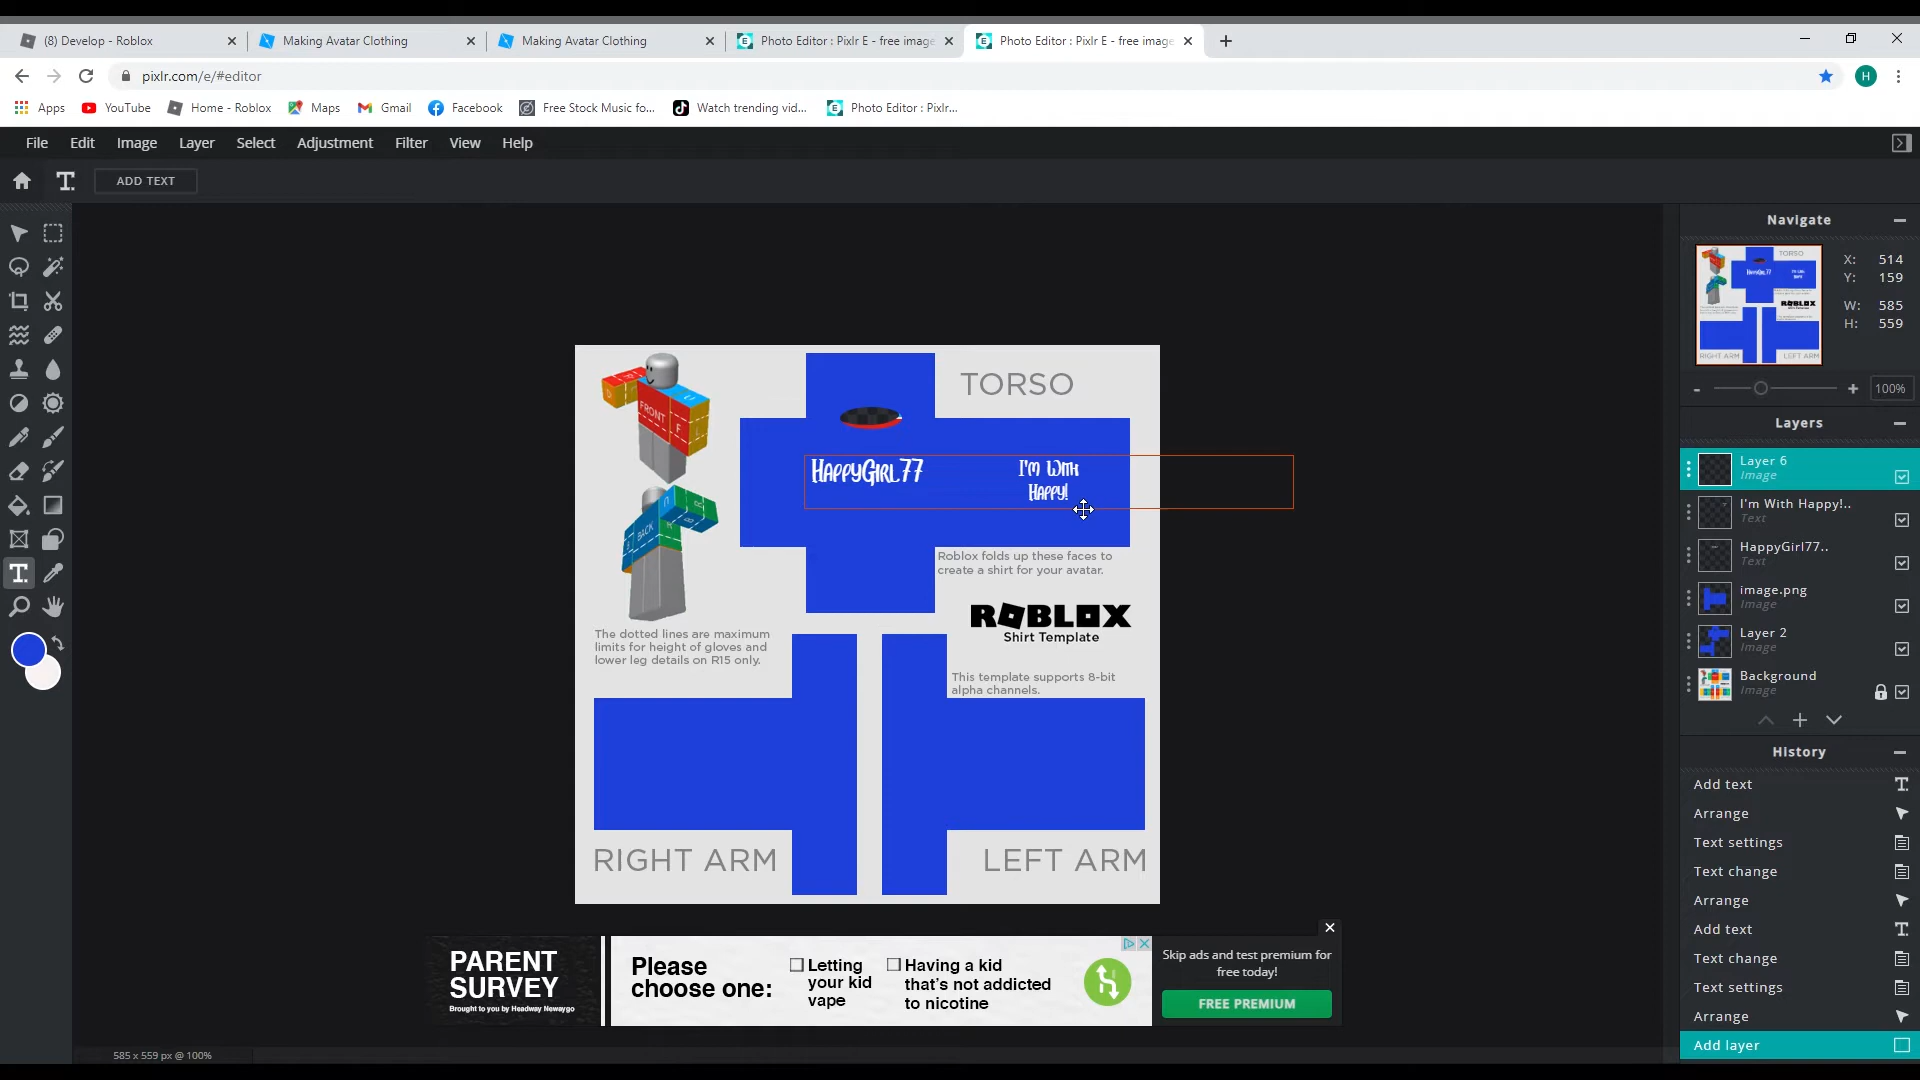 (8) Develop - Roblox
Making Avatar Clothing
Making Avatar Clothing
Photo Editor : Pixlr E - free image
Photo Editor : Pixlr E - free image
pixlr.com/e/#editor
H
Apps
YouTube
Home - Roblox
Maps
Gmail
Facebook
Free Stock Music fo...
Watch trending vid...
Photo Editor : Pixlr...
File
Edit
Image
Layer
Select
Adjustment
Filter
View
Help
ADD TEXT
TORSO
FRONT
F
L
HappyGirl77
I'm With
Happy!
BACK
Roblox folds up these faces to
create a shirt for your avatar.
ROBLOX
Shirt Template
The dotted lines are maximum
limits for height of gloves and
lower leg details on R15 only.
This template supports 8-bit
alpha channels.
RIGHT ARM
LEFT ARM
PARENT
SURVEY
Brought to you by Headway Newaygo
Please
choose one:
Letting
your kid
vape
Having a kid
that's not addicted
to nicotine
Skip ads and test premium for
free today!
FREE PREMIUM
585 x 559 px @ 100%
Navigate
X: 514
Y: 159
W: 585
H: 559
100%
Layers
Layer 6
Image
I'm With Happy!..
Text
HappyGirl77..
Text
image.png
Image
Layer 2
Image
Background
Image
History
Add text
Arrange
Text settings
Text change
Arrange
Add text
Text change
Text settings
Arrange
Add layer